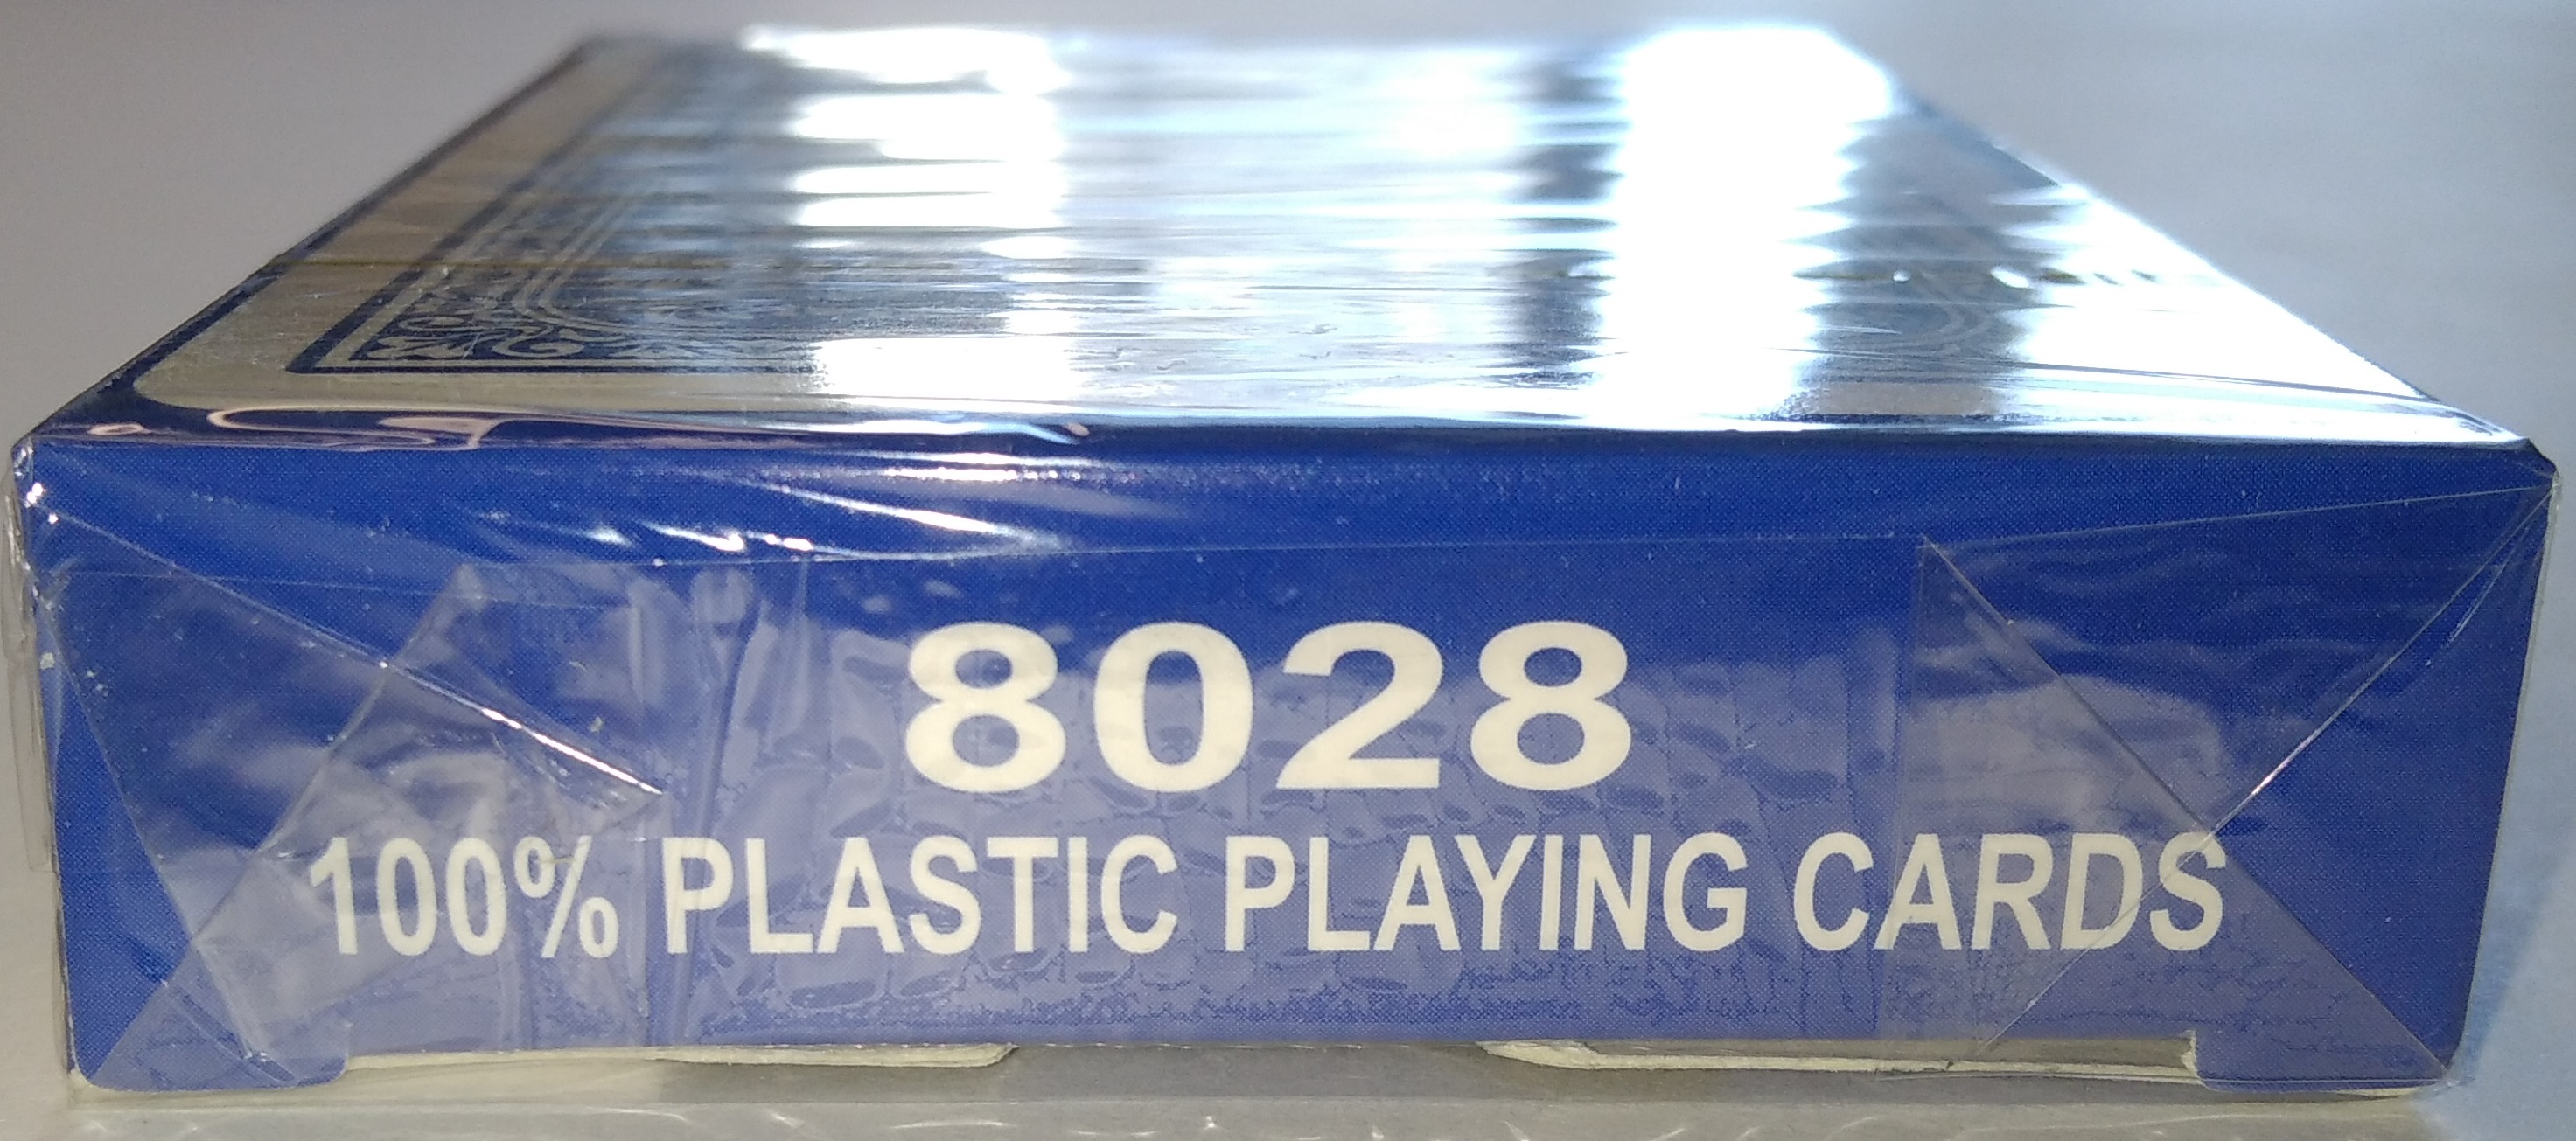 8028
100% PLASTIC PLAYING CARDS